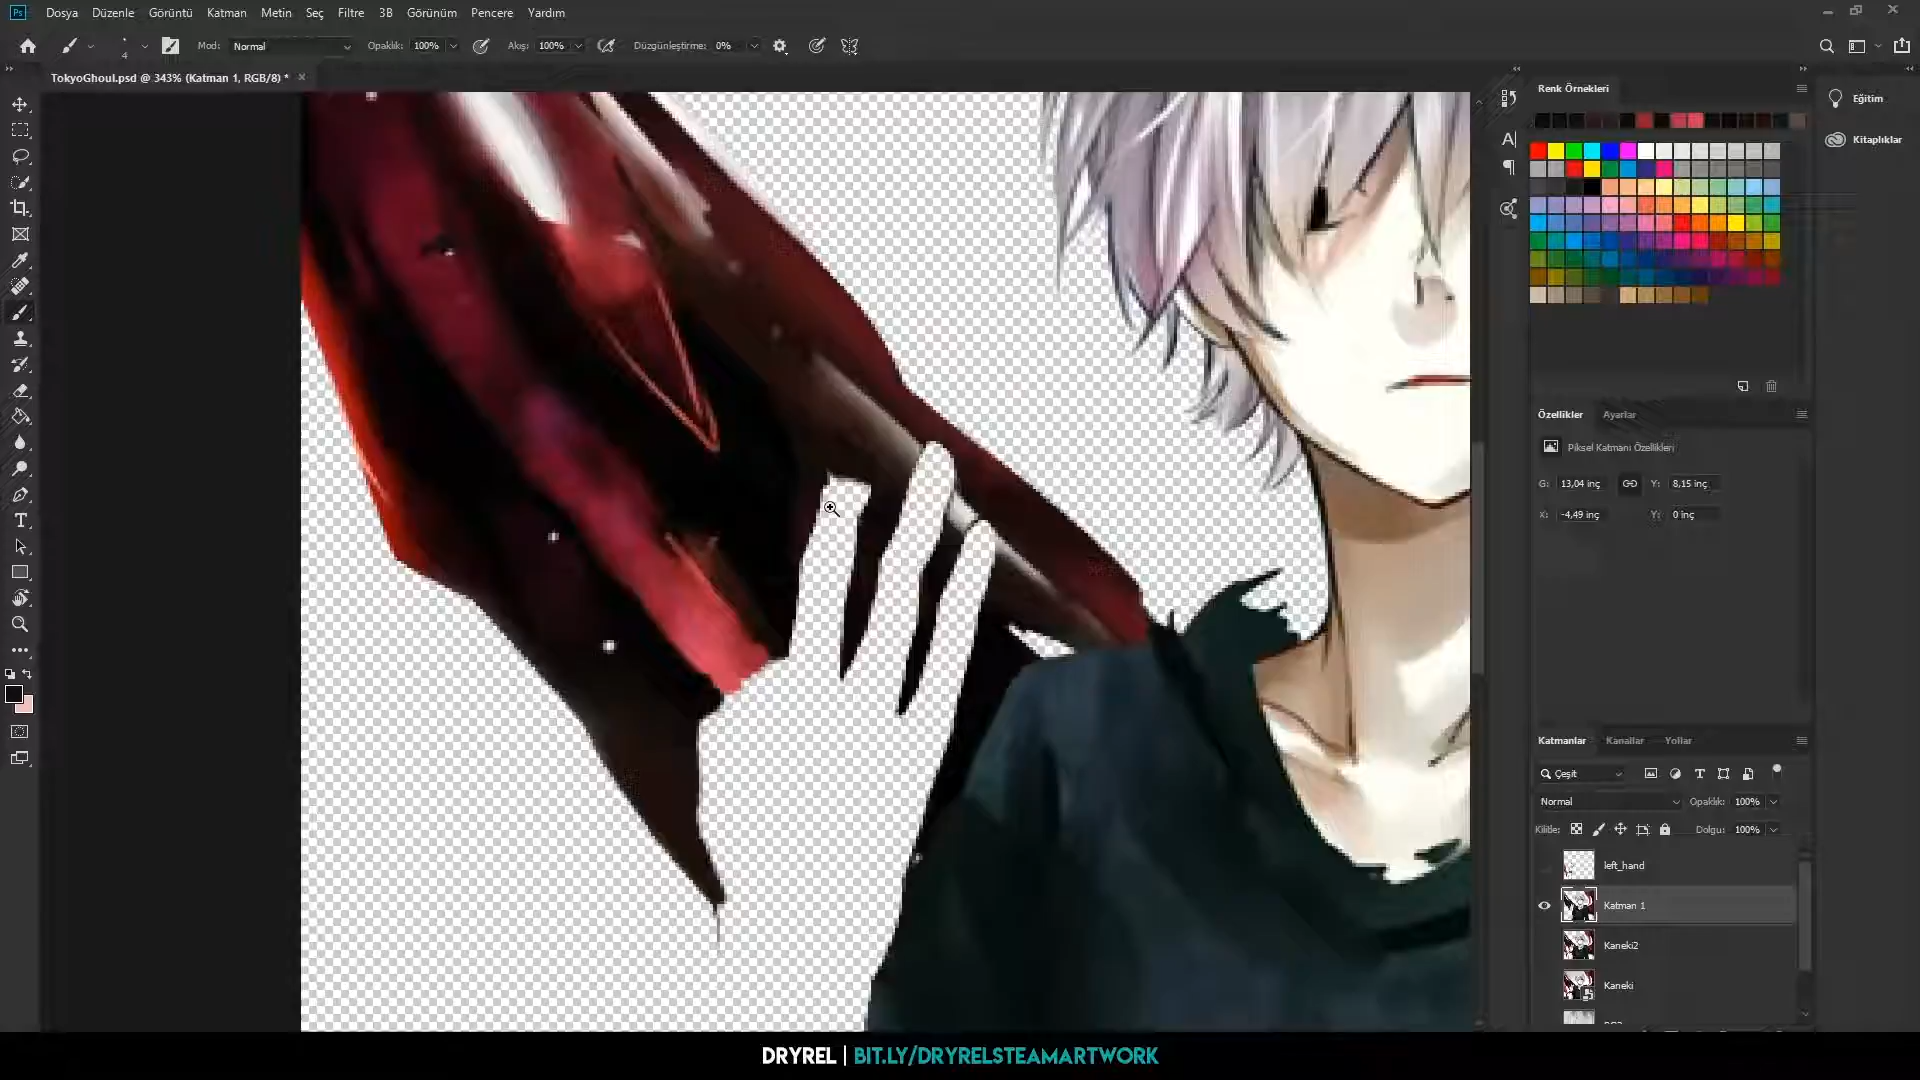 Ps Dosya Düzenle Görüntü Katman Metin Seç Filtre 3B Görünüm Pencere Yardım
4 Mod: Normal Opaklık: 100% Akış: 100% Düzgünleştirme: 0%
TokyoGhoul.psd @ 343% (Katman 1, RGB/8) *
Renk Örnekleri
Eğitim
Kitaplıklar
Özellikler Ayarlar
Piksel Katmanı Özellikleri
G: 13,04 inç Y: 8,15 inç
X: -4,49 inç Y: 0 inç
Katmanlar Kanallar Yollar
Çeşit
Normal Opaklık: 100%
Kilitle: Dolgu: 100%
left_hand
Katman 1
Kaneki2
Kaneki
DRYREL | BIT.LY/DRYRELSTEAMARTWORK